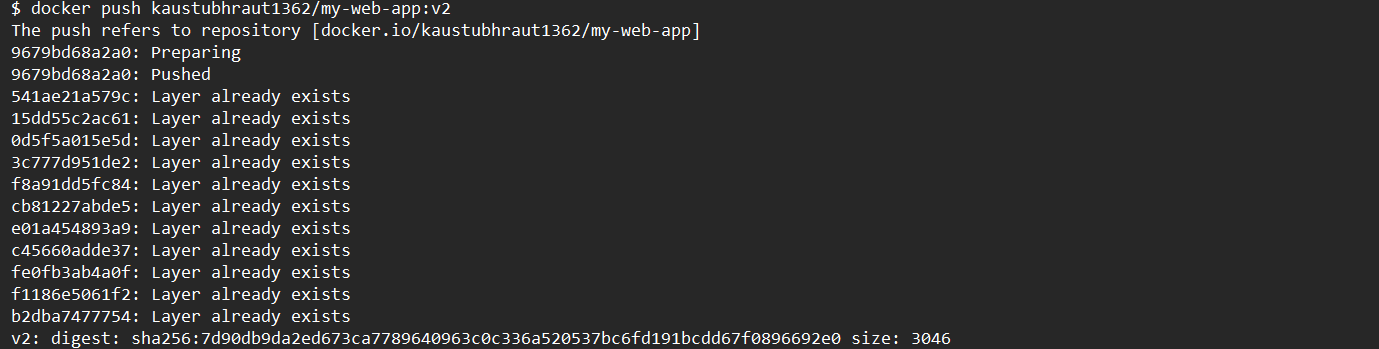 $ docker push kaustubhraut1362/my-web-app:v2
The push refers to repository [docker.io/kaustubhraut1362/my-web-app]
9679bd68a2a0: Preparing
9679bd68a2a0: Pushed
541ae21a579c: Layer already exists
15dd55c2ac61: Layer already exists
0d5f5a015e5d: Layer already exists
3c777d951de2: Layer already exists
f8a91dd5fc84: Layer already exists
cb81227abde5: Layer already exists
e01a454893a9: Layer already exists
c45660adde37: Layer already exists
fe0fb3ab4a0f: Layer already exists
f1186e5061f2: Layer already exists
b2dba7477754: Layer already exists
v2: digest: sha256:7d90db9da2ed673ca7789640963c0c336a520537bc6fd191bcdd67f0896692e0 size: 3046